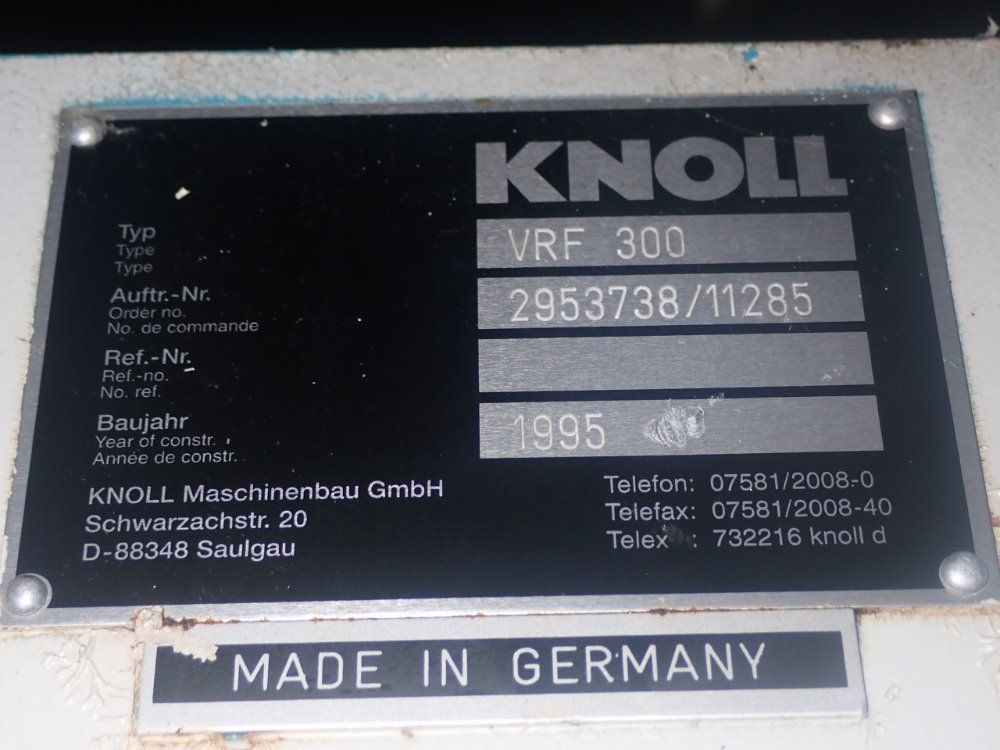 KNOLL
Typ
Type
Type
VRF 300
Auftr.-Nr.
Order no.
No. de commande
2953738/11285
Ref.-Nr.
Ref.-no.
No. ref.
Baujahr
Year of constr.
Année de constr.
1995
KNOLL Maschinenbau GmbH
Schwarzachstr. 20
D-88348 Saulgau
Telefon: 07581/2008-0
Telefax: 07581/2008-40
Telex : 732216 knoll d
MADE IN GERMANY